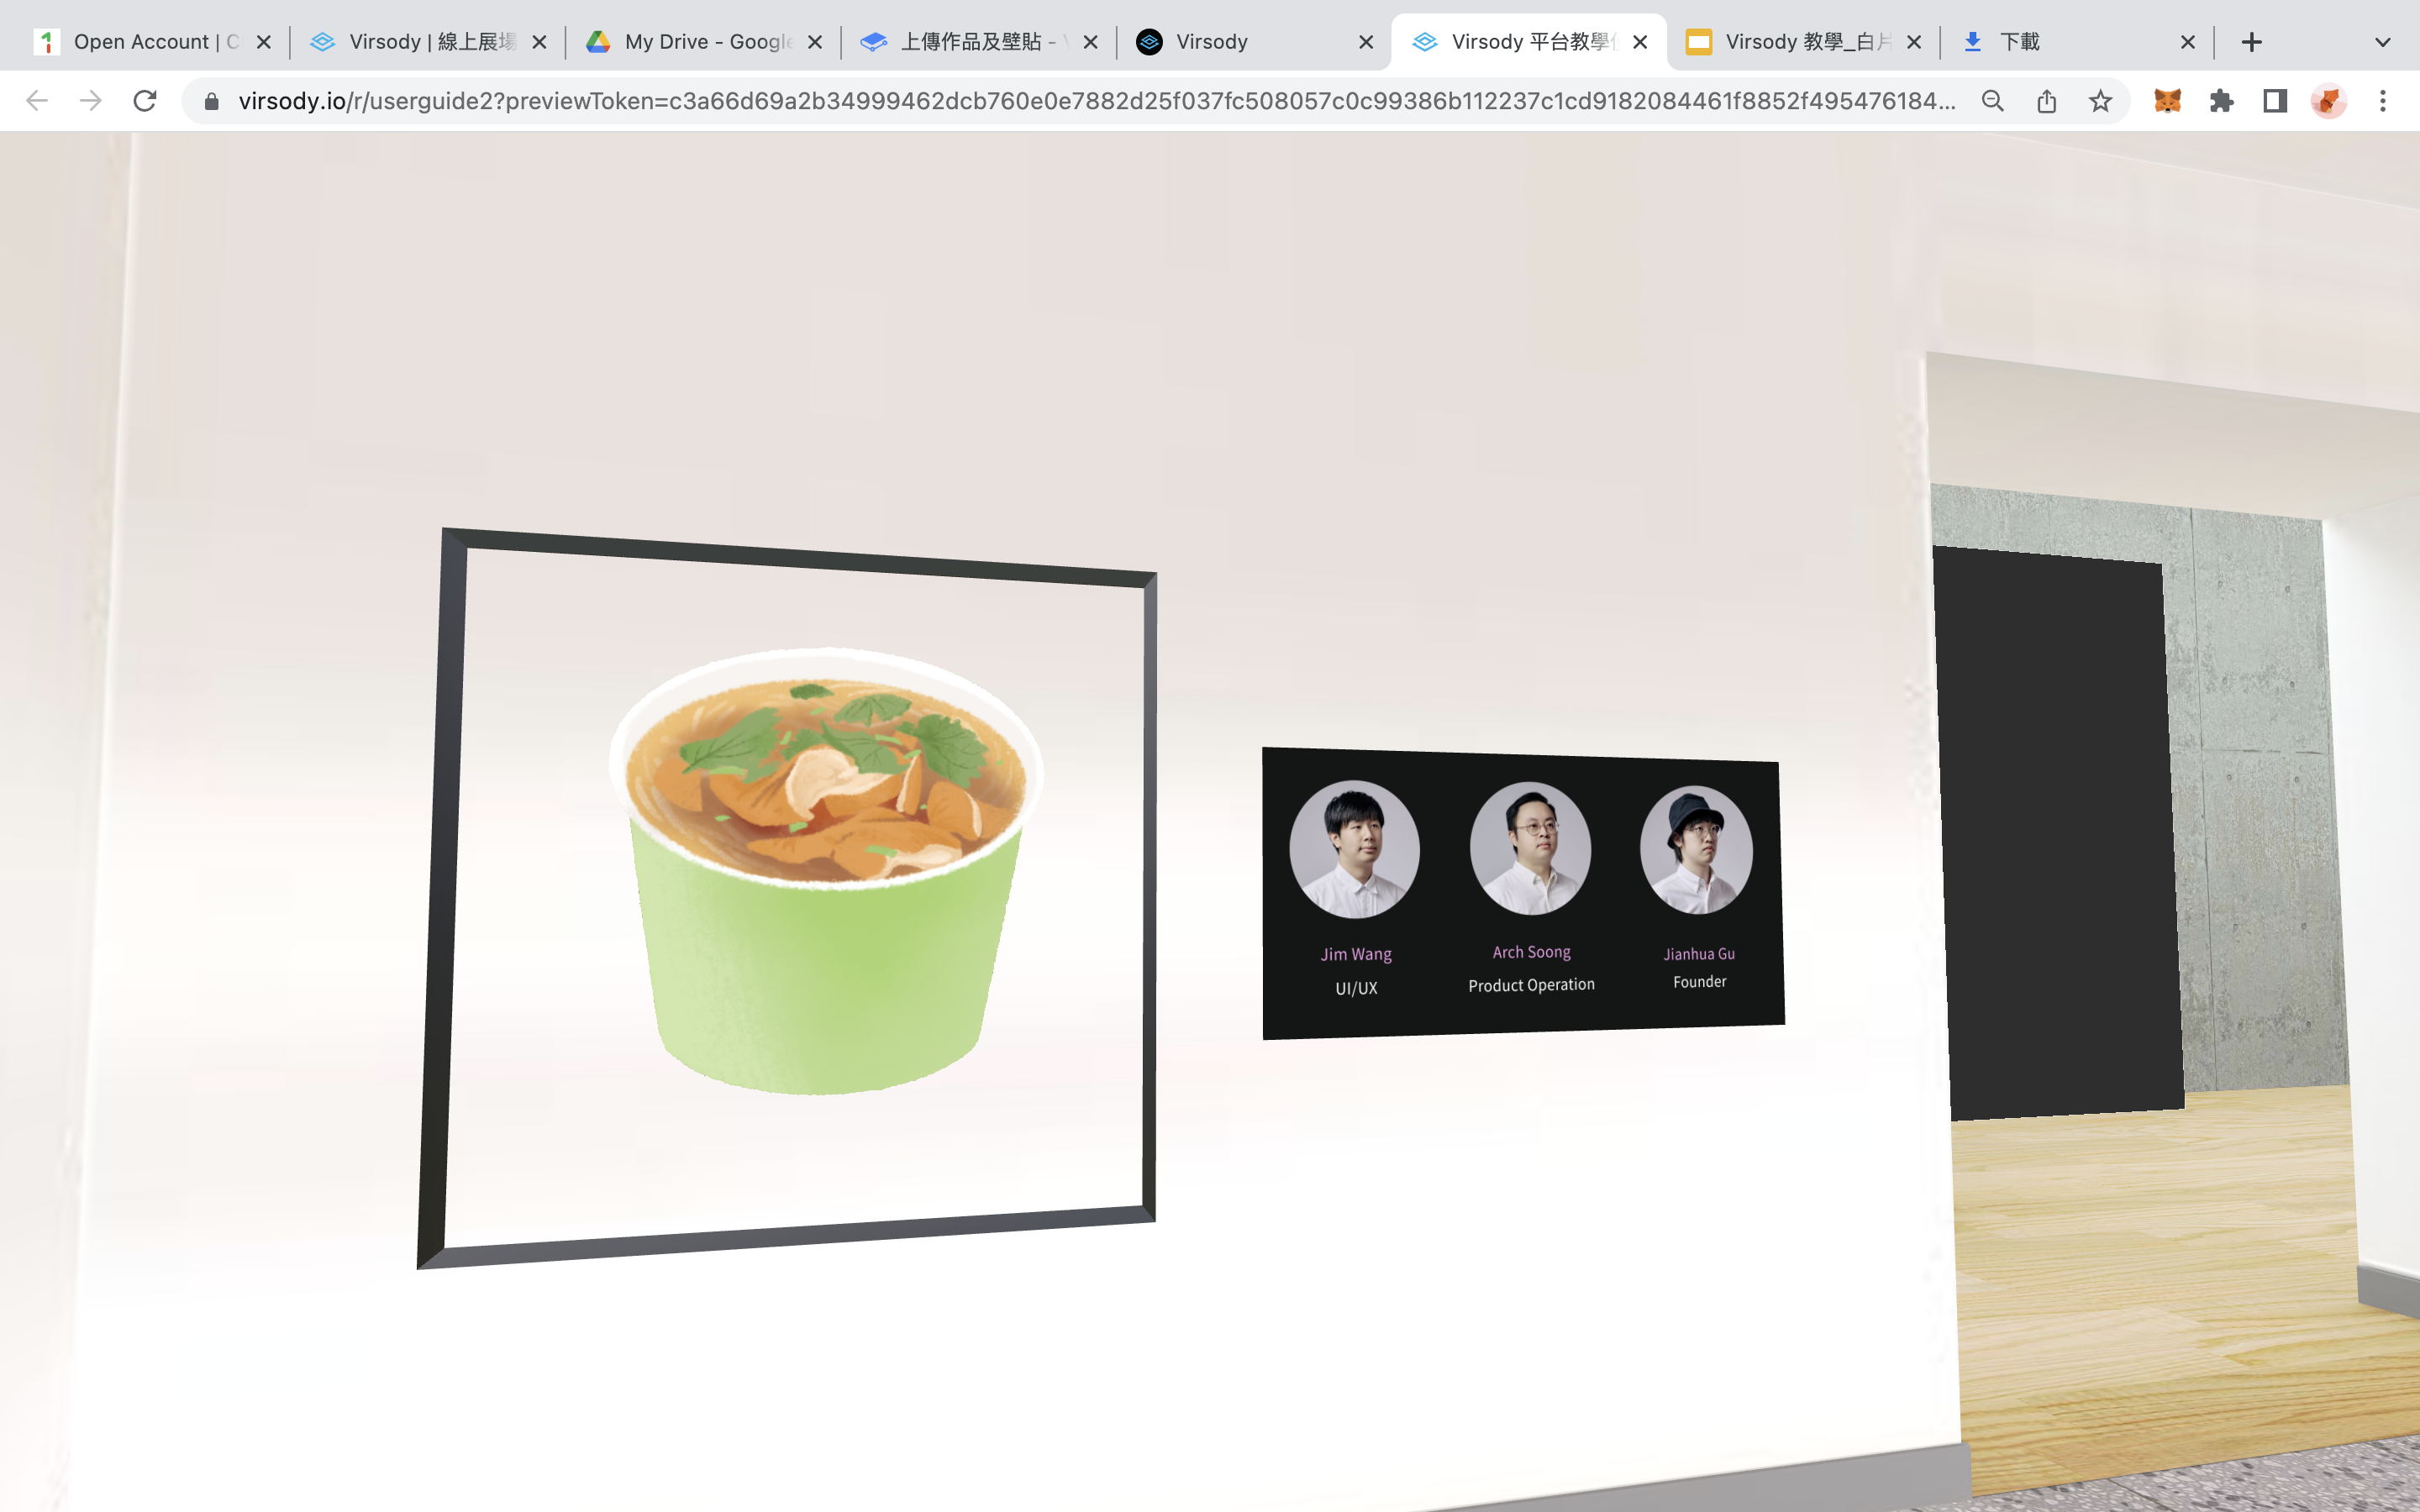 Open Account | C
Virsody | 線上展場
My Drive - Google
上傳作品及壁貼 -
Virsody
Virsody 平台教學
Virsody 教學_白片
下載
virsody.io/r/userguide2?previewToken=c3a66d69a2b34999462dcb760e0e7882d25f037fc508057c0c99386b112237c1cd9182084461f8852f495476184...
Jim Wang
UI/UX
Arch Soong
Product Operation
Jianhua Gu
Founder